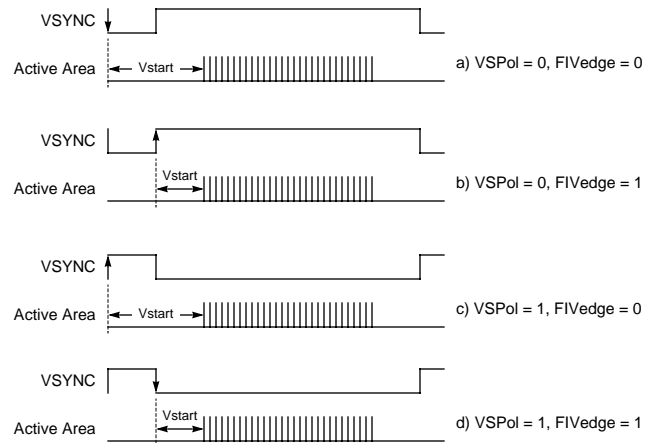 VSYNC
Active Area
Vstart
a) VSPol = 0, FIVedge = 0
VSYNC
Active Area
Vstart
b) VSPol = 0, FIVedge = 1
VSYNC
Active Area
Vstart
c) VSPol = 1, FIVedge = 0
VSYNC
Active Area
Vstart
d) VSPol = 1, FIVedge = 1